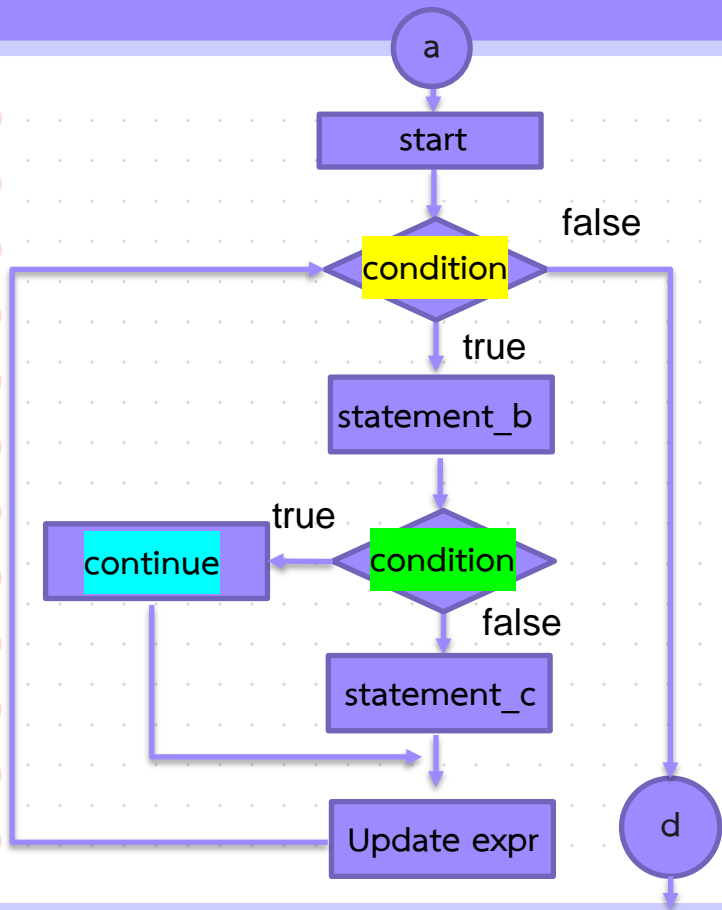 a
start
false
condition
true
statement_b
true
continue
condition
false
statement_c
Update expr
d